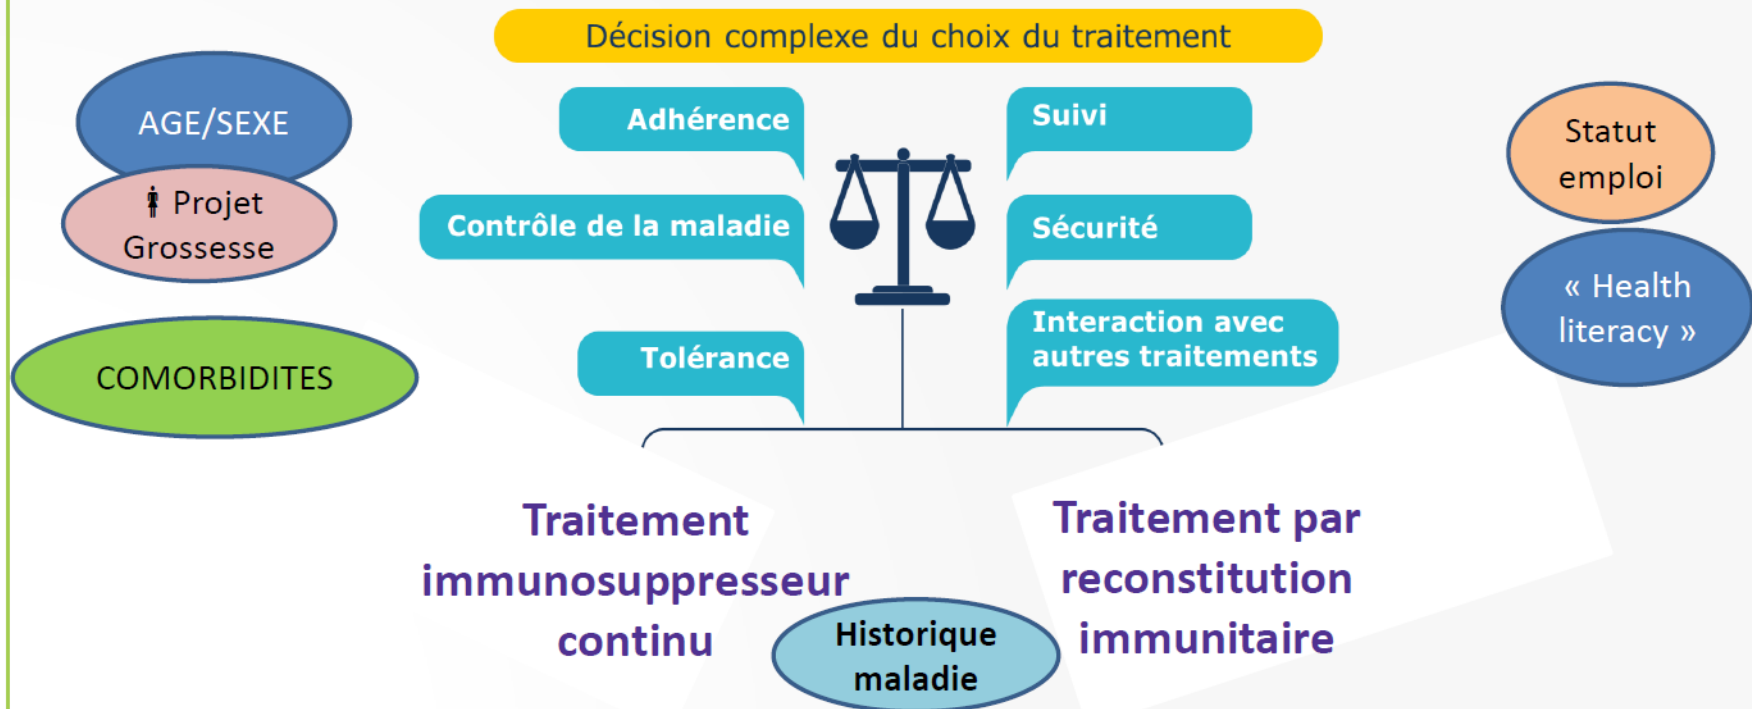 Décision complexe du choix du traitement
AGE/SEXE
Projet
Grossesse
COMORBIDITES
Adhérence
Contrôle de la maladie
Tolérance
Suivi
Sécurité
Interaction avec
autres traitements
Statut
emploi
« Health
literacy »
Traitement
immunosuppresseur
continu
Traitement par
reconstitution
immunitaire
Historique
maladie